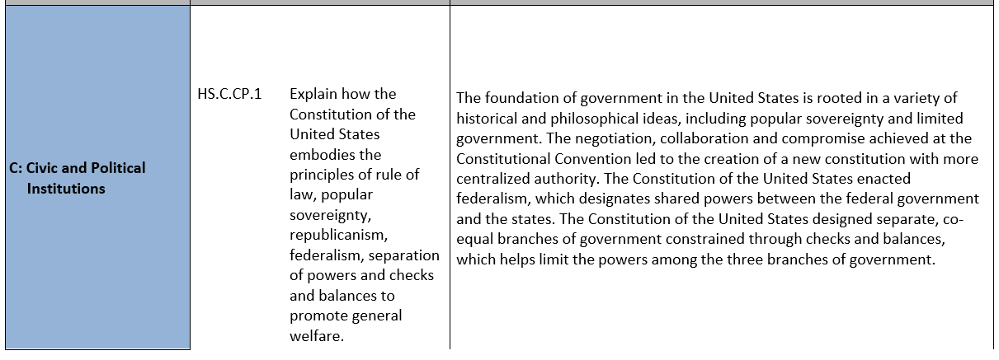 C: Civic and Political
Institutions
HS.C.CP.1
Explain how the
Constitution of the
United States
embodies the
principles of rule of
law, popular
sovereignty,
republicanism,
federalism, separation
of powers and checks
and balances to
promote general
welfare.
The foundation of government in the United States is rooted in a variety of
historical and philosophical ideas, including popular sovereignty and limited
government. The negotiation, collaboration and compromise achieved at the
Constitutional Convention led to the creation of a new constitution with more
centralized authority. The Constitution of the United States enacted
federalism, which designates shared powers between the federal government
and the states. The Constitution of the United States designed separate, co-
equal branches of government constrained through checks and balances,
which helps limit the powers among the three branches of government.